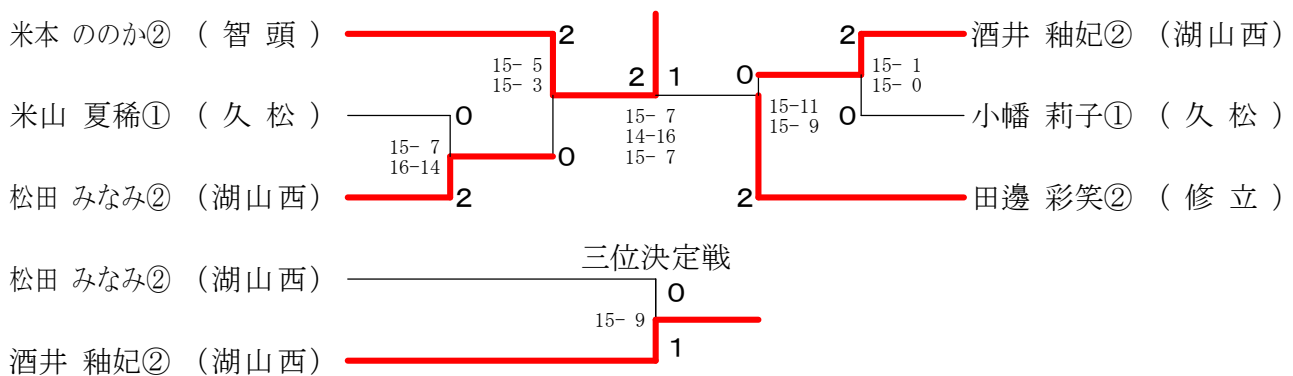 米本 ののか② (智頭) 2 2 酒井 釉妃② (湖山西)
15- 5 15- 1
15- 3 2 1 0 15- 0
米山 夏稀① (久松) 0 15- 7 15-11 0 小幡 莉子① (久松)
15- 7 14-16 15- 9
16-14 0 15- 7
松田 みなみ② (湖山西) 2 2 田邊 彩笑② (修立)
三位決定戦
松田 みなみ② (湖山西) 0
15- 9
酒井 釉妃② (湖山西) 1